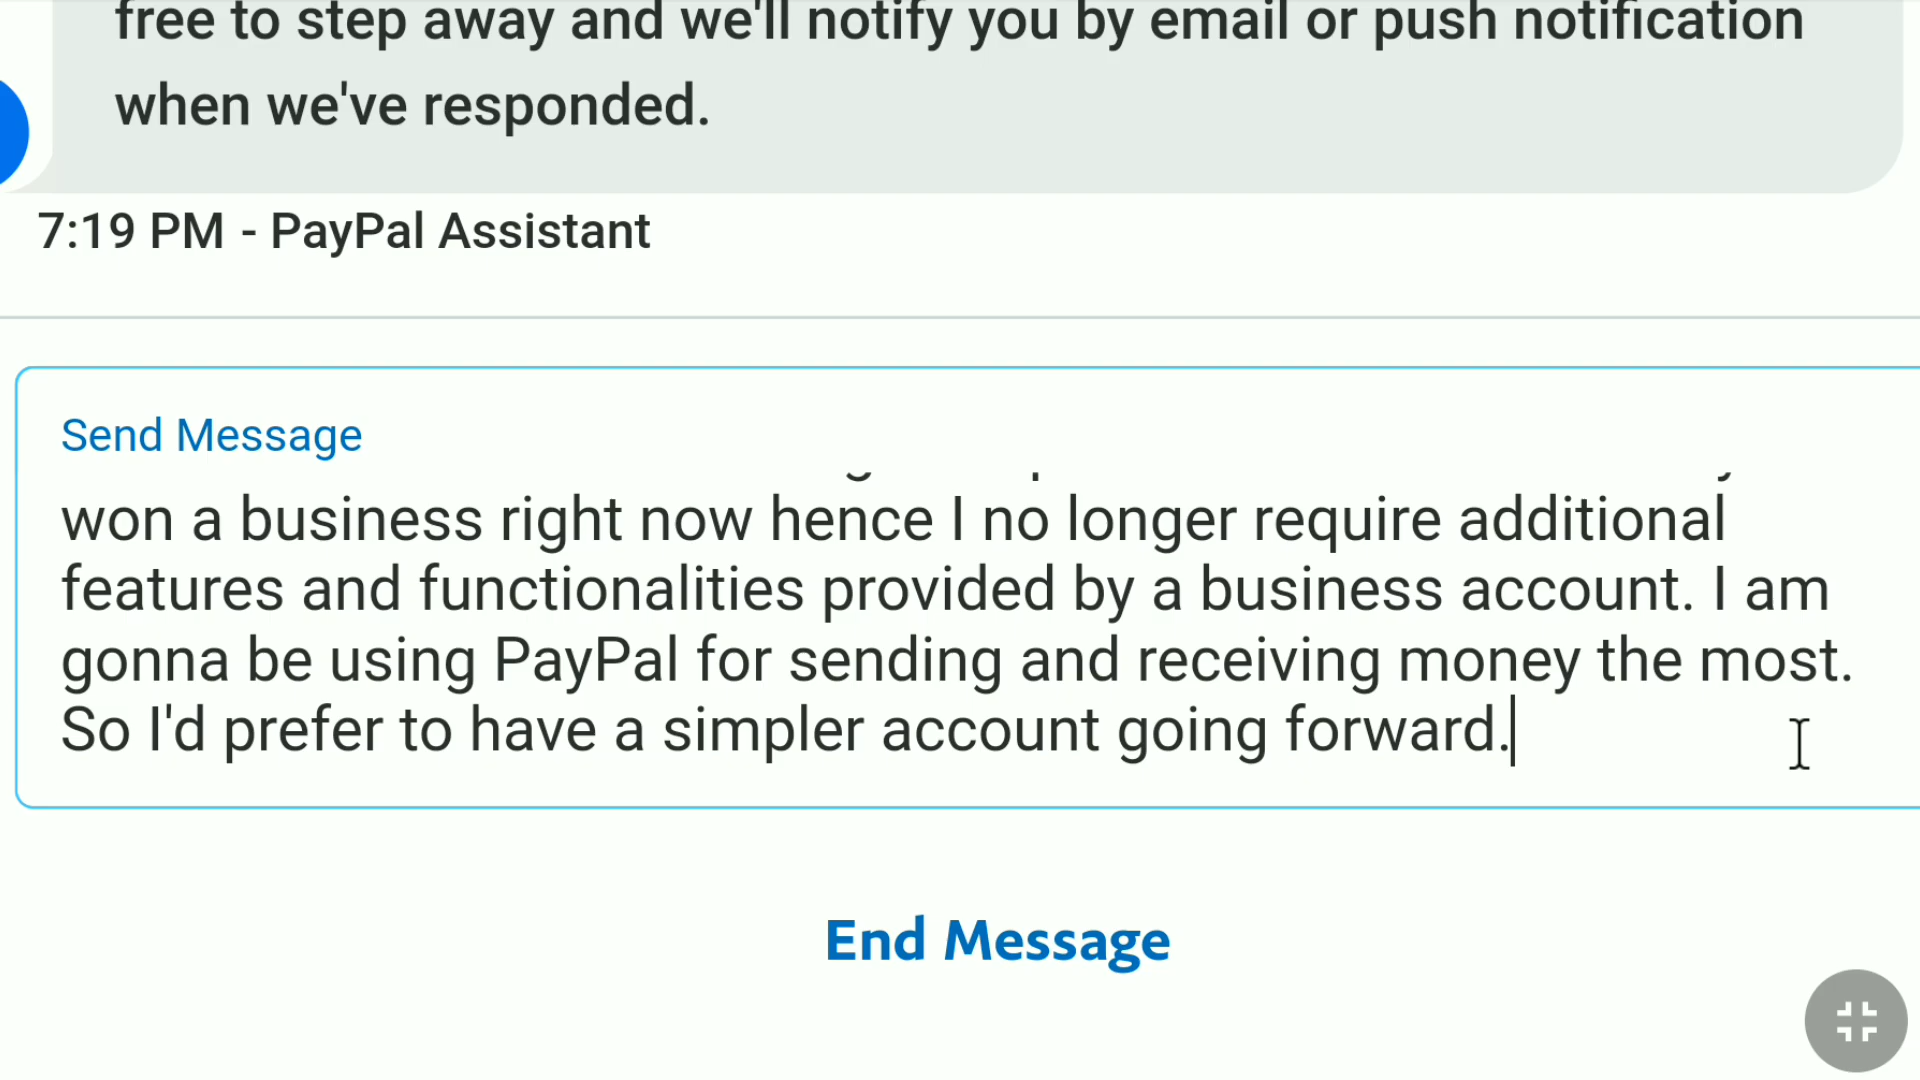 free to step away and we'll notify you by email or push notification
when we've responded.
7:19 PM - PayPal Assistant
Send Message
won a business right now hence I no longer require additional
features and functionalities provided by a business account. I am
gonna be using PayPal for sending and receiving money the most.
So I'd prefer to have a simpler account going forward.
End Message